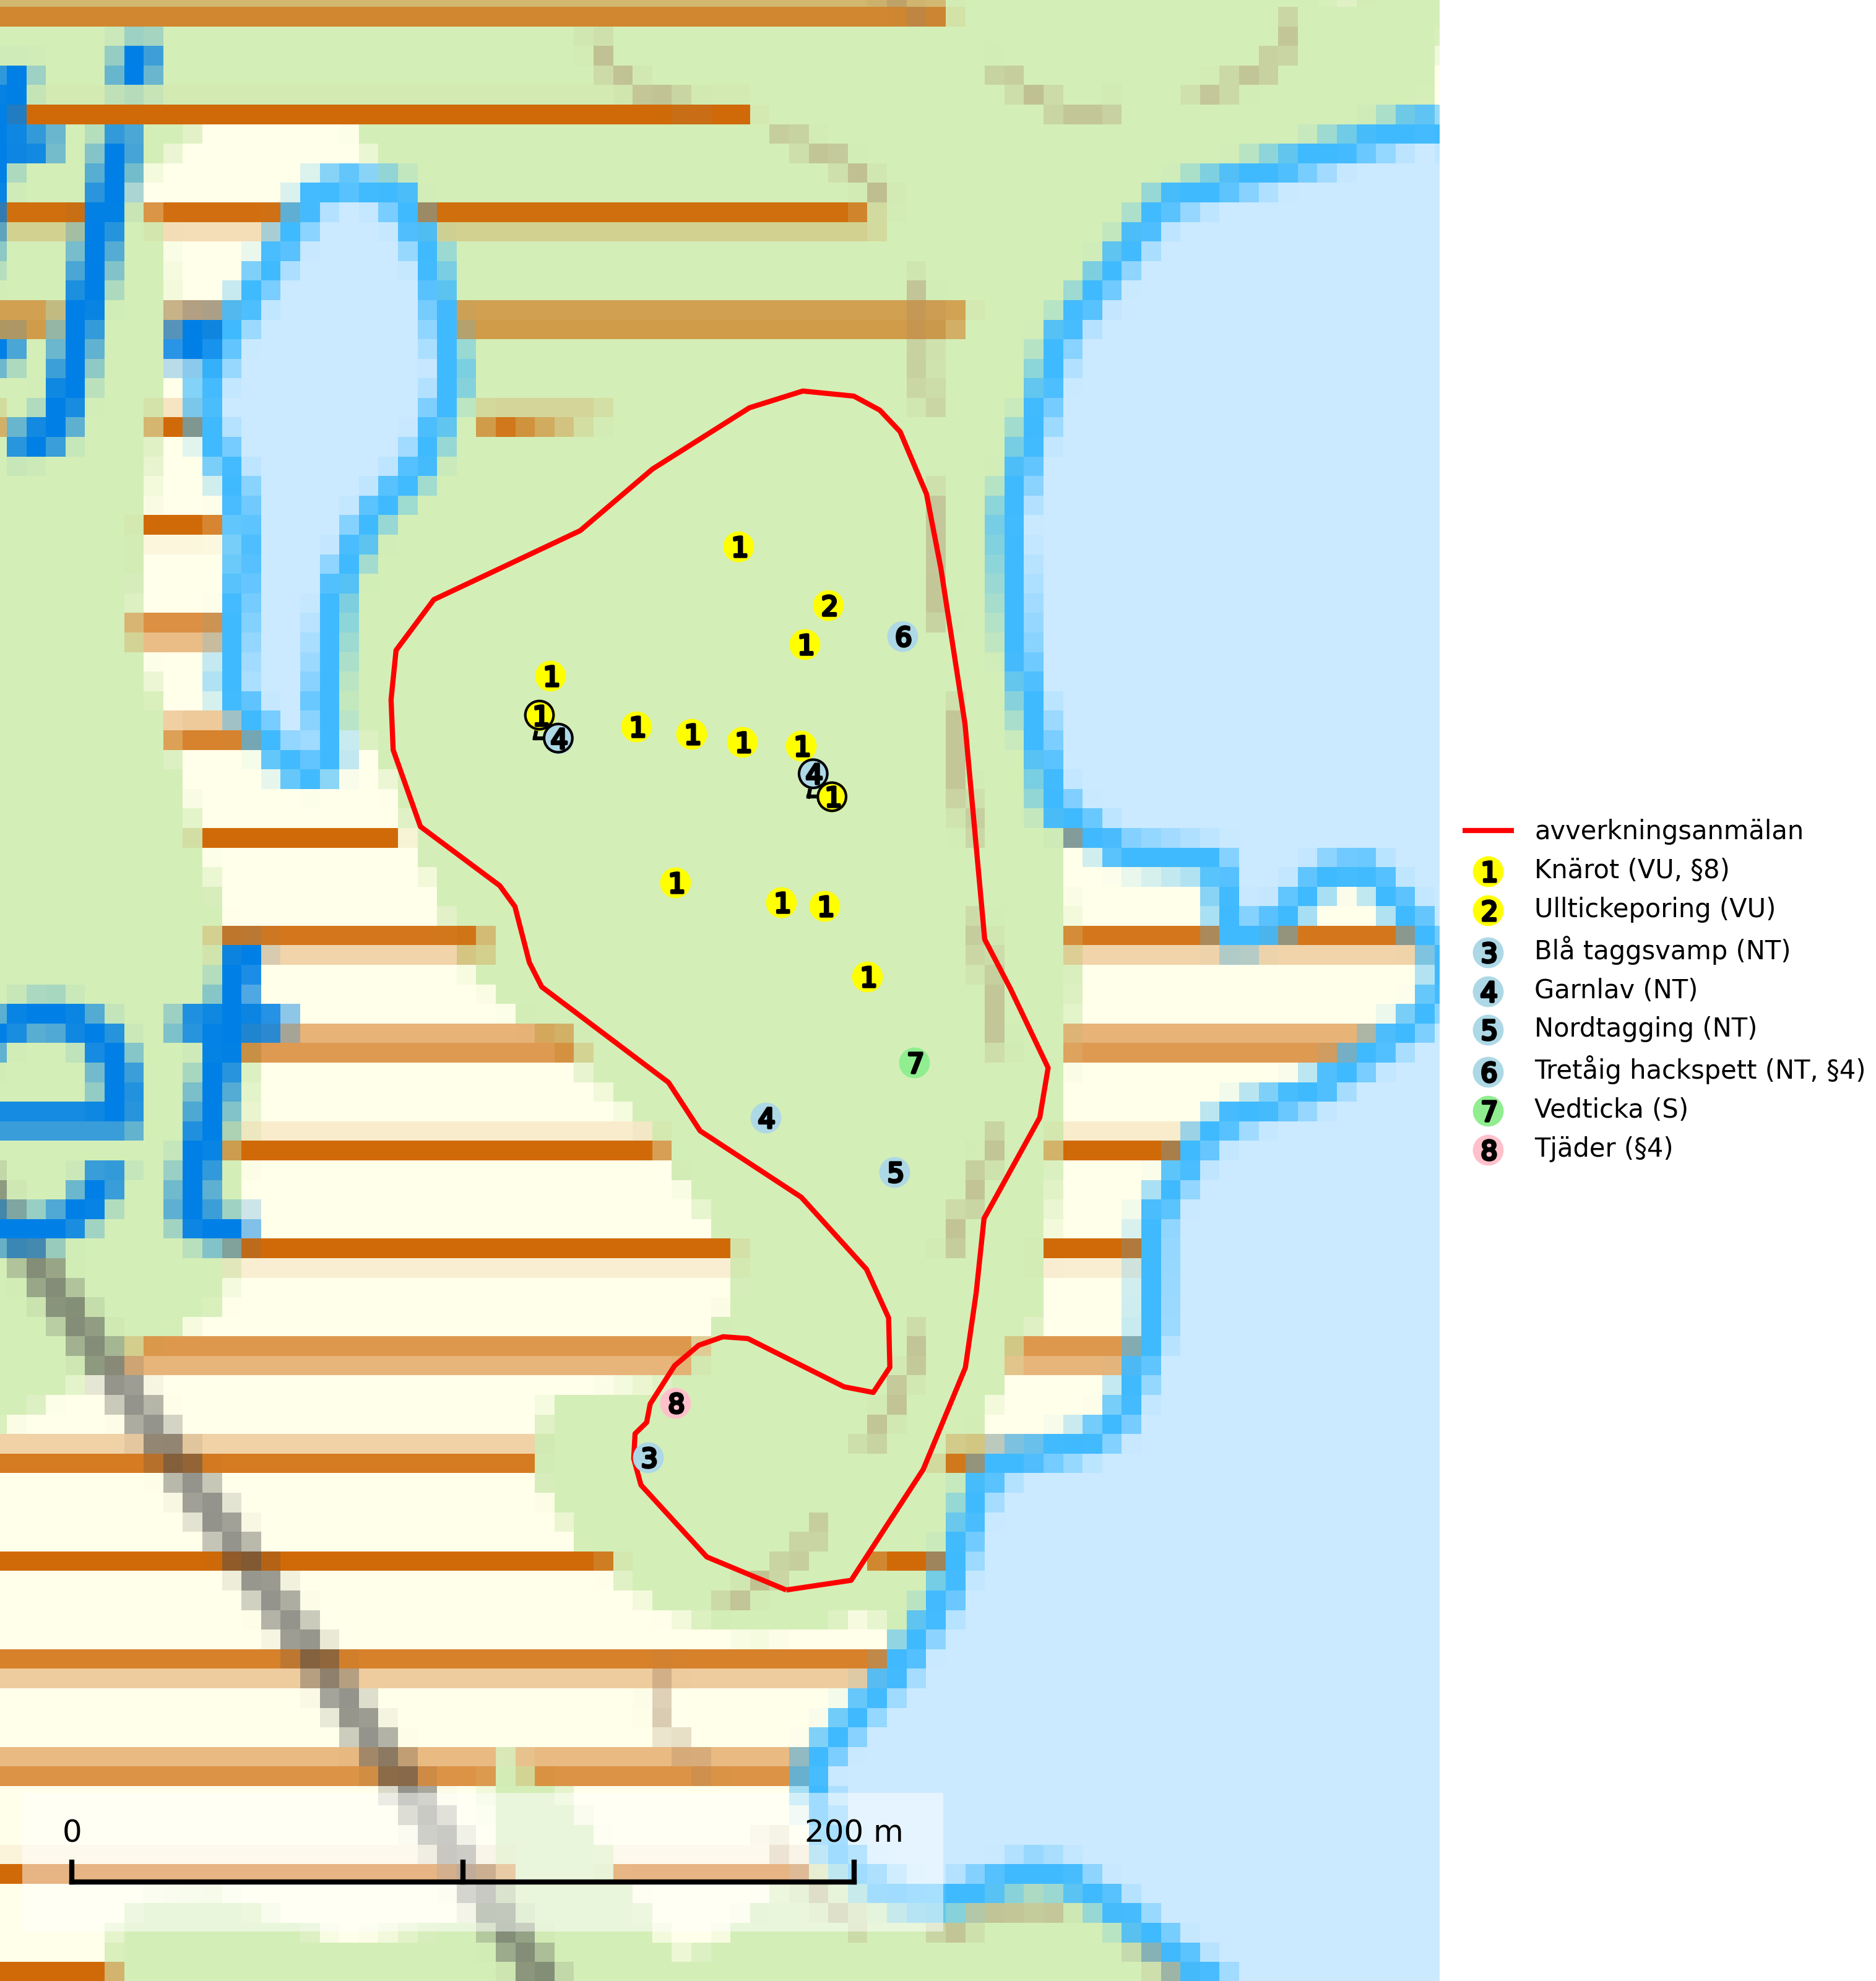 1
2
1
6
1
1
4
1
1
1
1
4
1
1
1
1
1
7
4
5
8
3
avverkningsanmälan
1 Knärot (VU, §8)
2 Ulltickeporing (VU)
3 Blå taggsvamp (NT)
4 Garnlav (NT)
5 Nordtagging (NT)
6 Tretåig hackspett (NT, §4)
7 Vedticka (S)
8 Tjäder (§4)
0 200 m